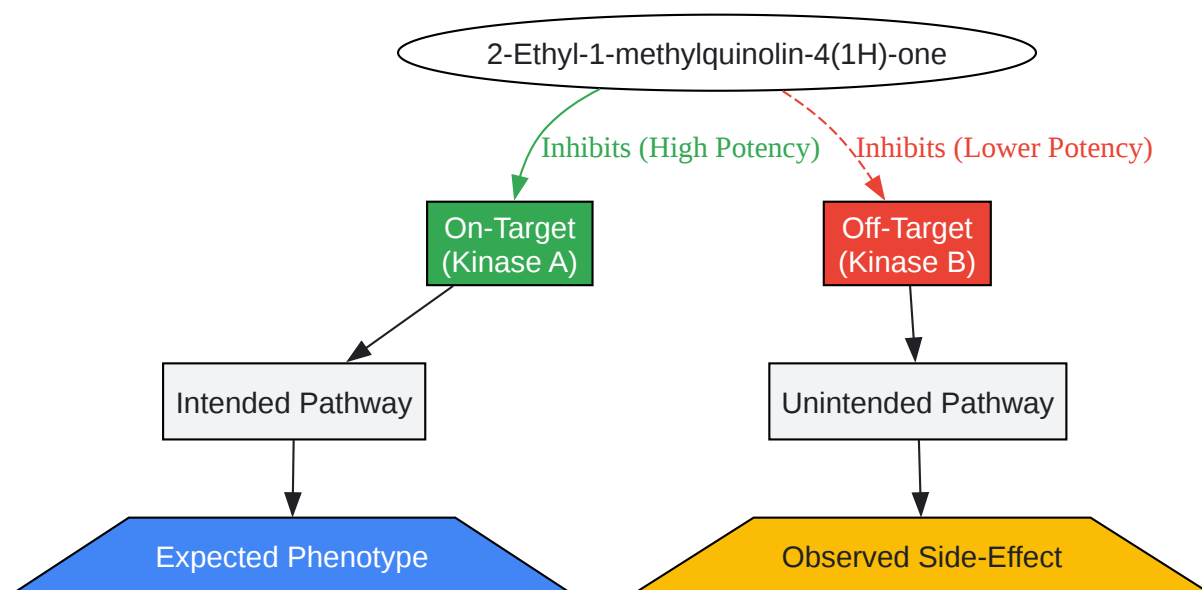 2-Ethyl-1-methylquinolin-4(1H)-one
Inhibits (High Potency)
Inhibits (Lower Potency)
On-Target
(Kinase A)
Off-Target
(Kinase B)
Intended Pathway
Unintended Pathway
Expected Phenotype
Observed Side-Effect